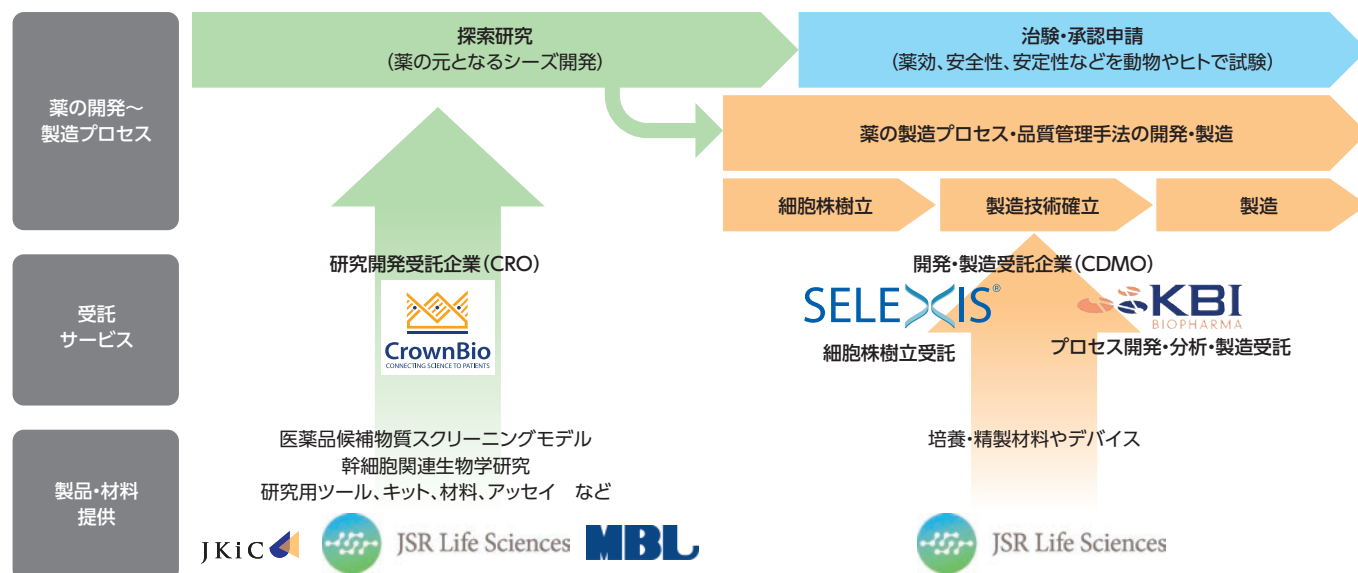 薬の開発～
製造プロセス
探索研究
(薬の元となるシーズ開発)
治験・承認申請
(薬効、安全性、安定性などを動物やヒトで試験)
薬の製造プロセス・品質管理手法の開発・製造
細胞株樹立
製造技術確立
製造
受託
サービス
研究開発受託企業(CRO)
CrownBio
CONNECTING SCIENCE TO PATIENTS
開発・製造受託企業(CDMO)
SELEXIS®
細胞株樹立受託
KBI
BIOPHARMA
プロセス開発・分析・製造受託
製品・材料
提供
医薬品候補物質スクリーニングモデル
幹細胞関連生物学研究
研究用ツール、キット、材料、アッセイ など
JKiC
JSR Life Sciences
MBL
培養・精製材料やデバイス
JSR Life Sciences